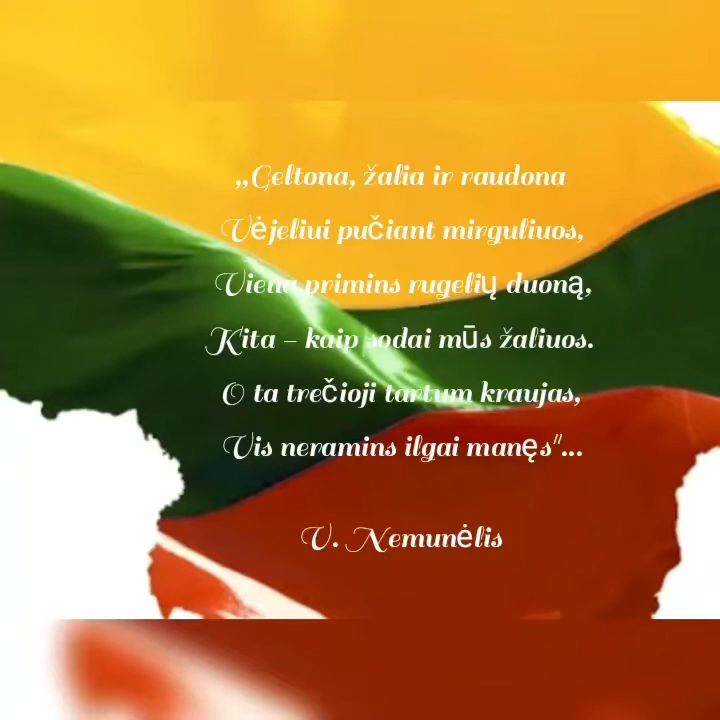 „Geltona, žalia ir raudona
Vėjeliui pučiant mirguliuos,
Viena primins rugelių duoną,
Kita – kaip sodai mūs žaliuos.
O ta trečioji tartum kraujas,
Vis neramins ilgai manęs"...
V. Nemunėlis